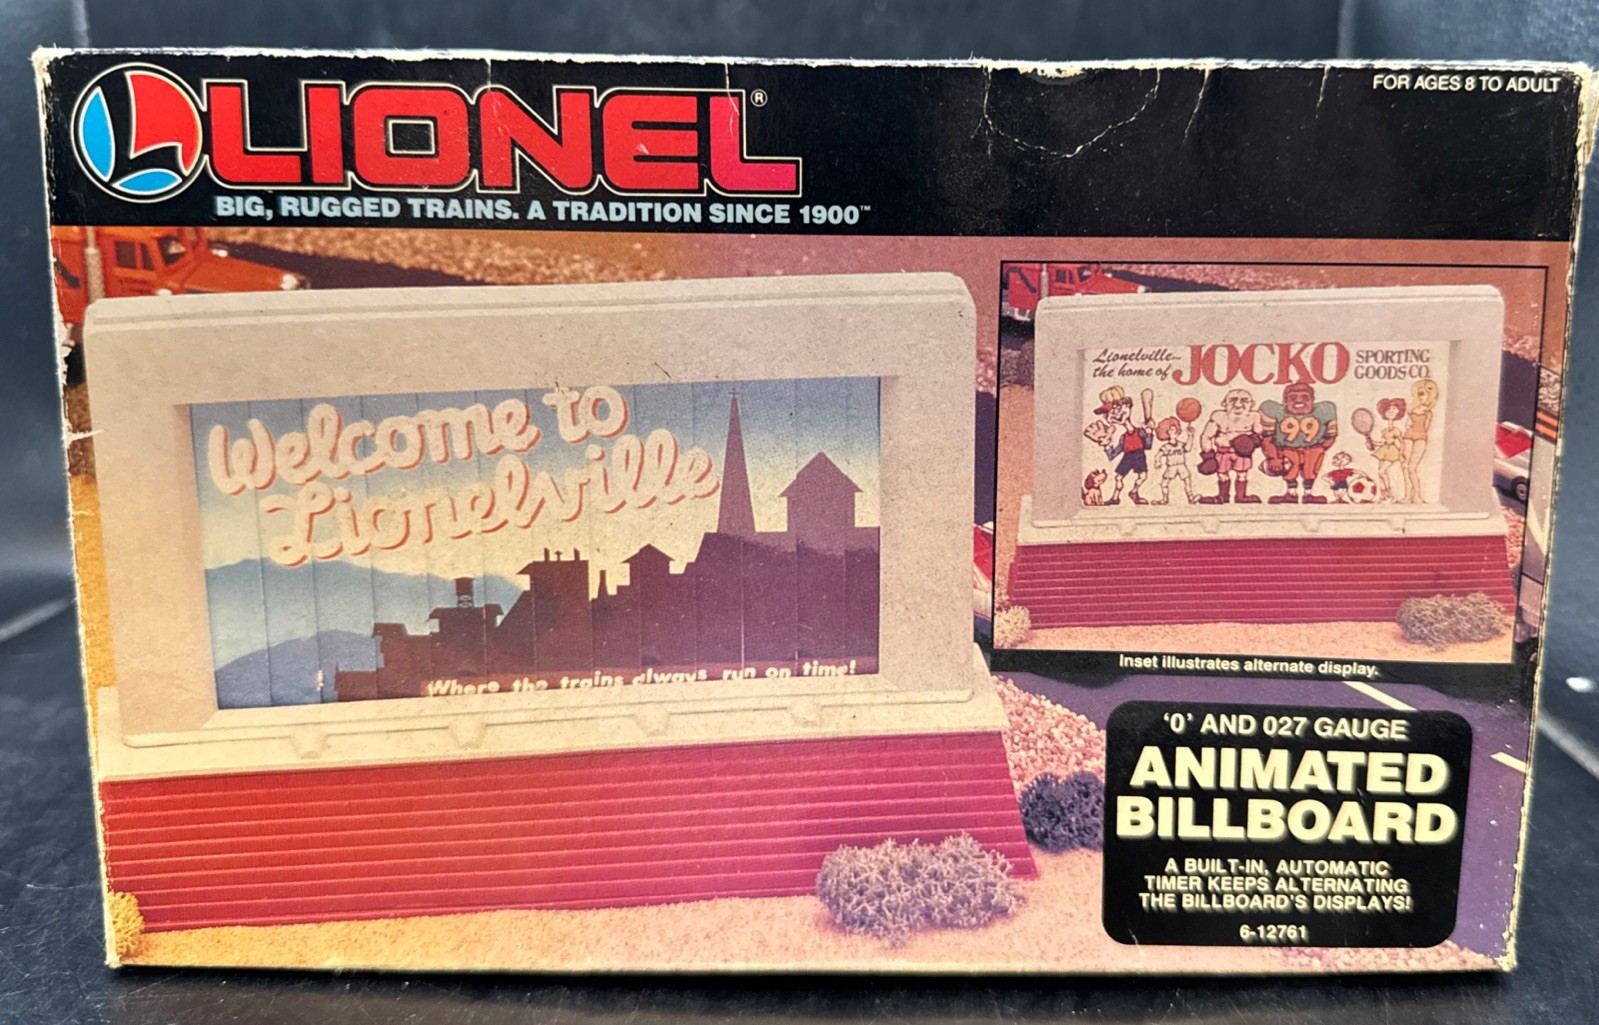 LIONEL®
BIG, RUGGED TRAINS. A TRADITION SINCE 1900™
FOR AGES 8 TO ADULT
Welcome to
Lionelville
Where the trains always run on time!
Lionelville...
the home of
JOCKO
SPORTING
GOODS CO.
99
Inset illustrates alternate display.
'0' AND 027 GAUGE
ANIMATED
BILLBOARD
A BUILT-IN, AUTOMATIC
TIMER KEEPS ALTERNATING
THE BILLBOARD'S DISPLAYS!
6-12761